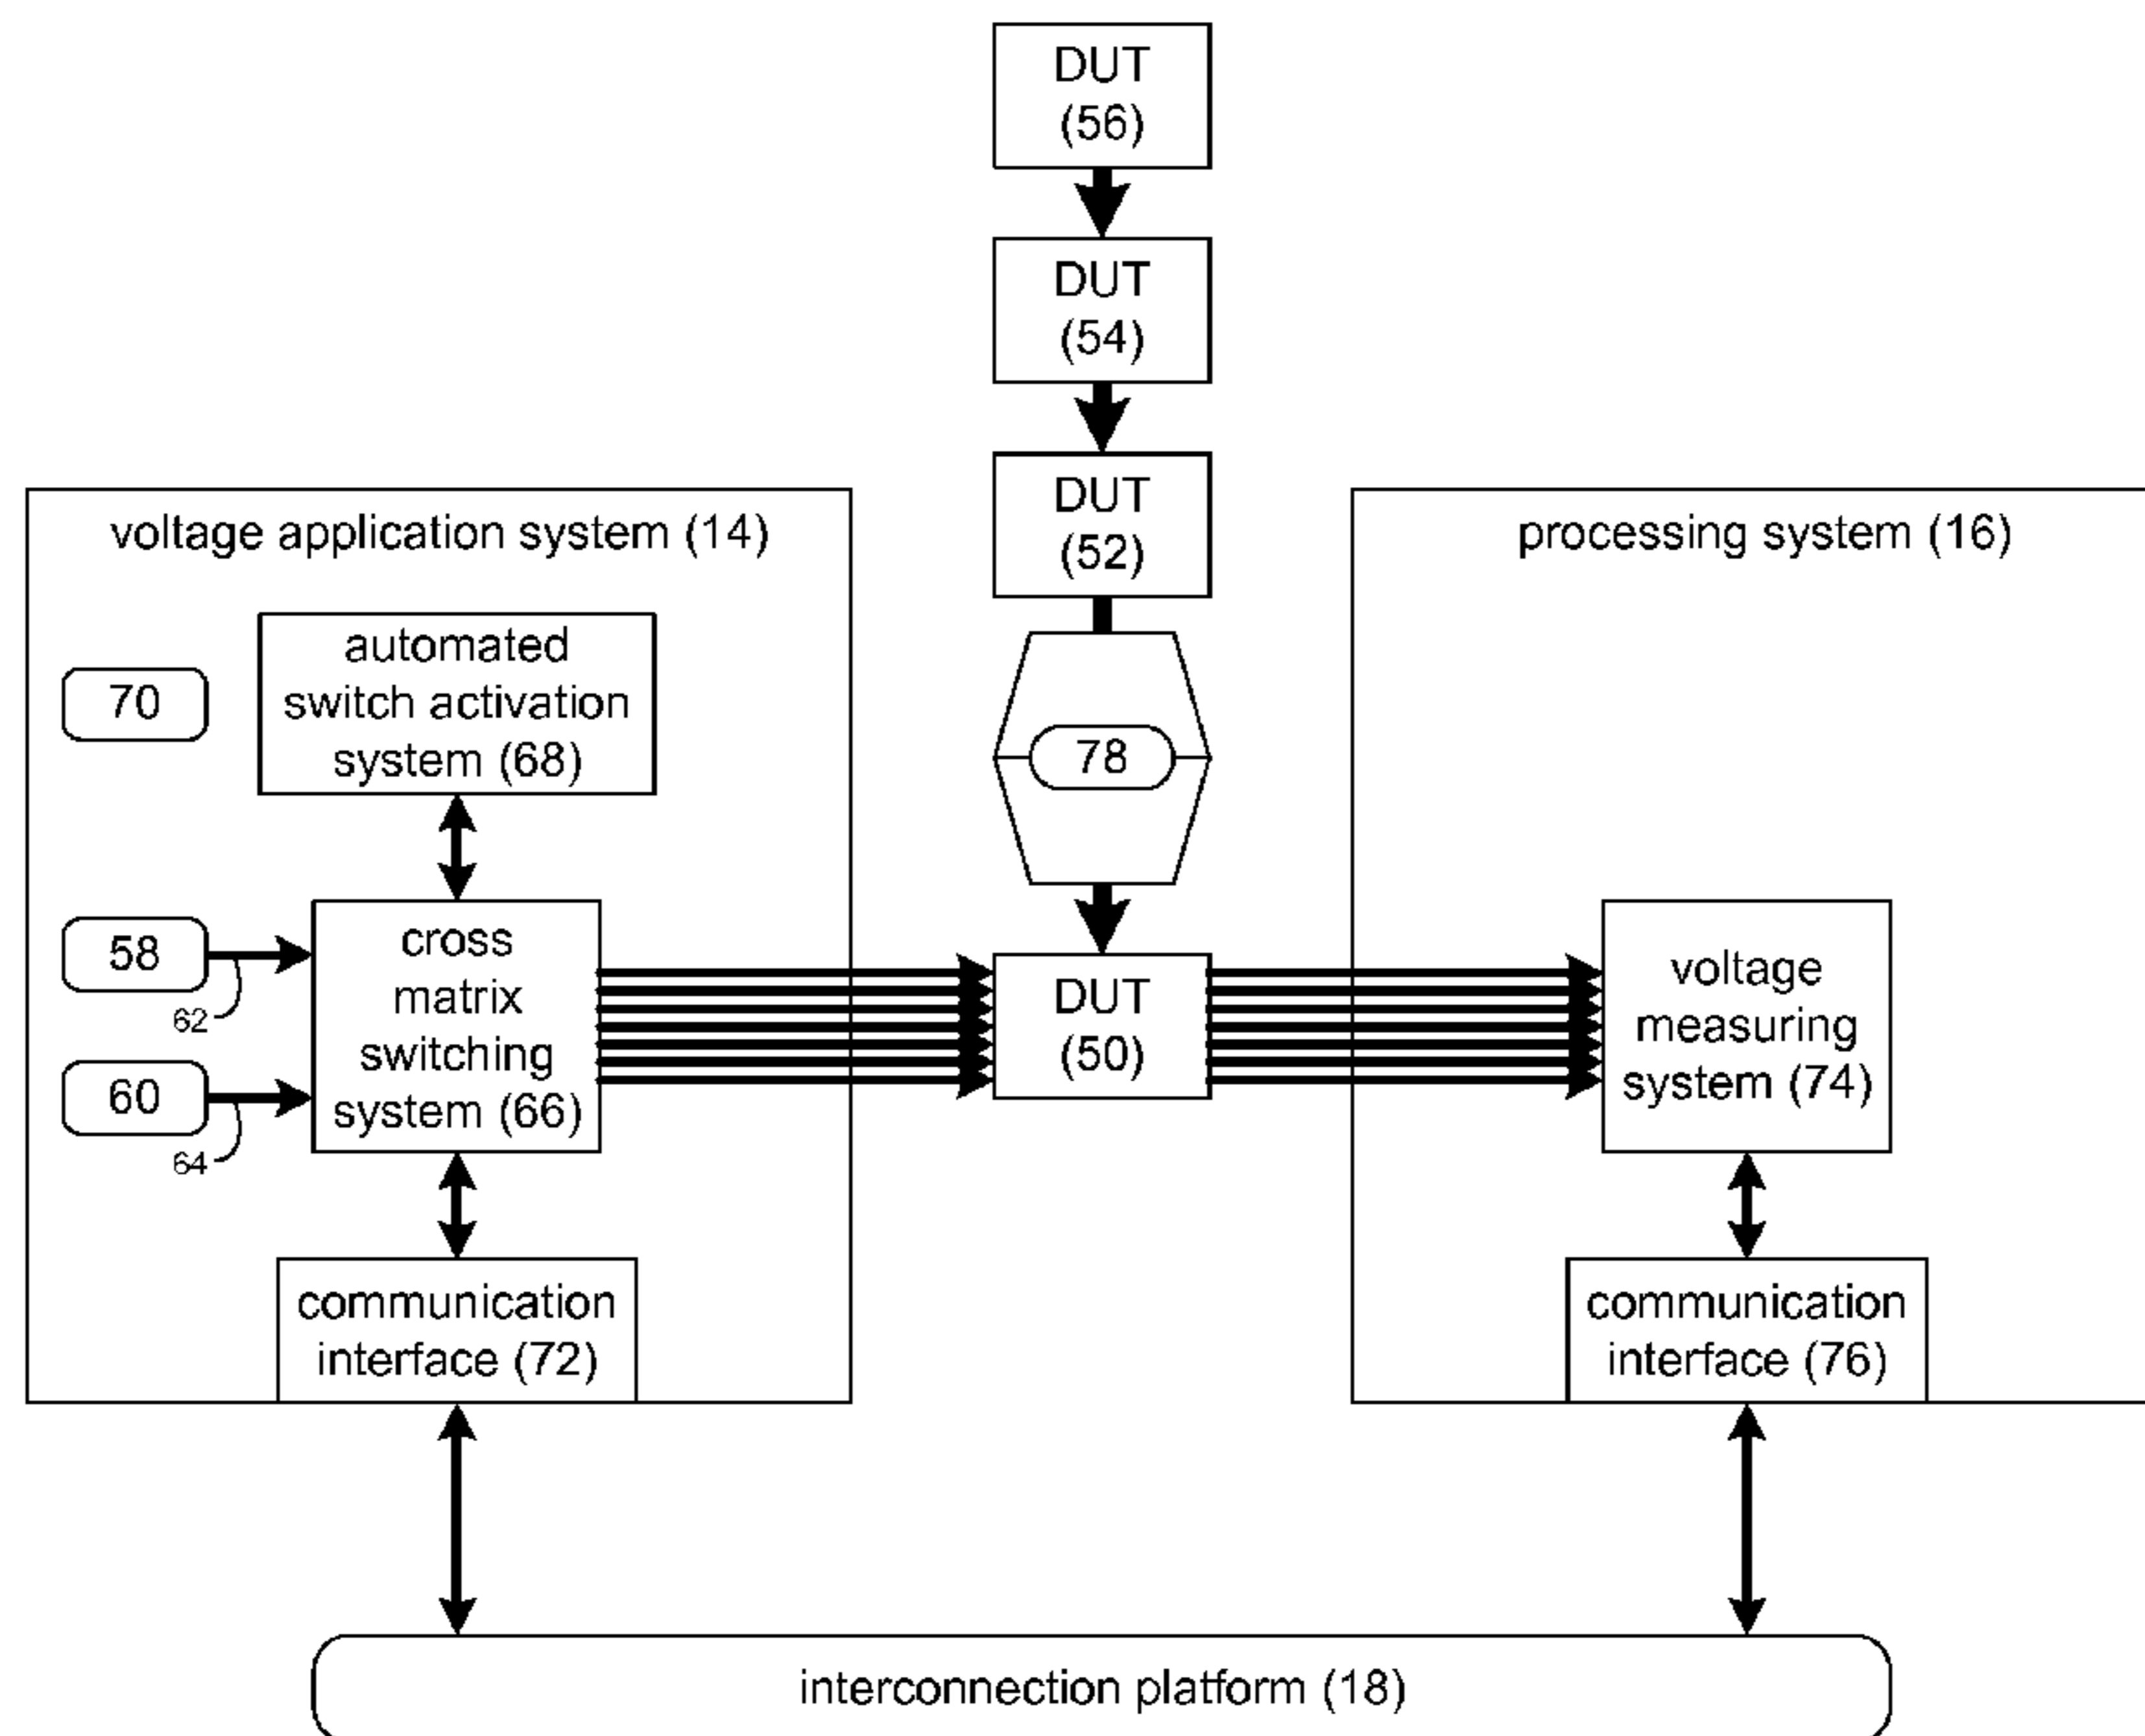 DUT
(56)
DUT
(54)
DUT
(52)
voltage application system (14)
processing system (16)
automated
switch activation
system (68)
70
78
58
62
60
64
cross
matrix
switching
system (66)
DUT
(50)
voltage
measuring
system (74)
communication
interface (72)
communication
interface (76)
interconnection platform (18)